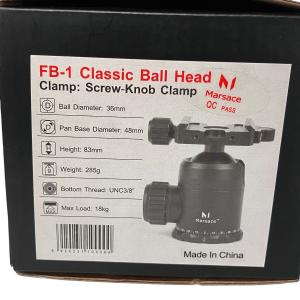 FB-1 Classic Ball Head
Clamp: Screw-Knob Clamp
Marsace
QC PASS
Ball Diameter: 36mm
Pan Base Diameter: 48mm
Height: 83mm
Weight: 285g
Bottom Thread: UNC3/8"
Max Load: 18kg
Marsace
Made In China